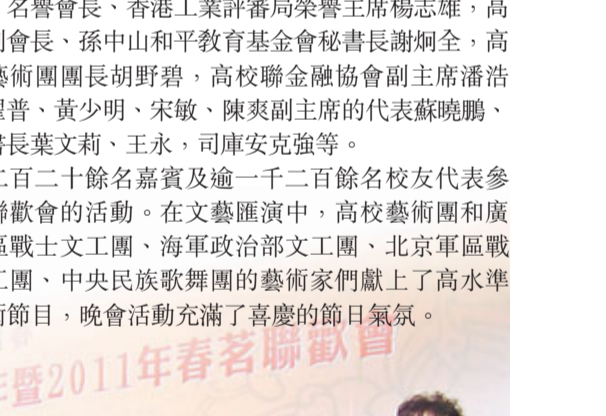 名譽會長、香港工業評審局榮譽主席楊志雄，高
副會長、孫中山和平教育基金會秘書長謝炯全，高
藝術團團長胡野碧，高校聯金融協會副主席潘浩
普、黃少明、宋敏、陳爽副主席的代表蘇曉鵬、
書長葉文莉、王永，司庫安克強等。
二百二十餘名嘉賓及逾一千二百餘名校友代表參
聯歡會的活動。在文藝匯演中，高校藝術團和廣
區戰士文工團、海軍政治部文工團、北京軍區戰
工團、中央民族歌舞團的藝術家們獻上了高水準
術節目，晚會活動充滿了喜慶的節日氣氛。
暨2011年春茗聯歡會